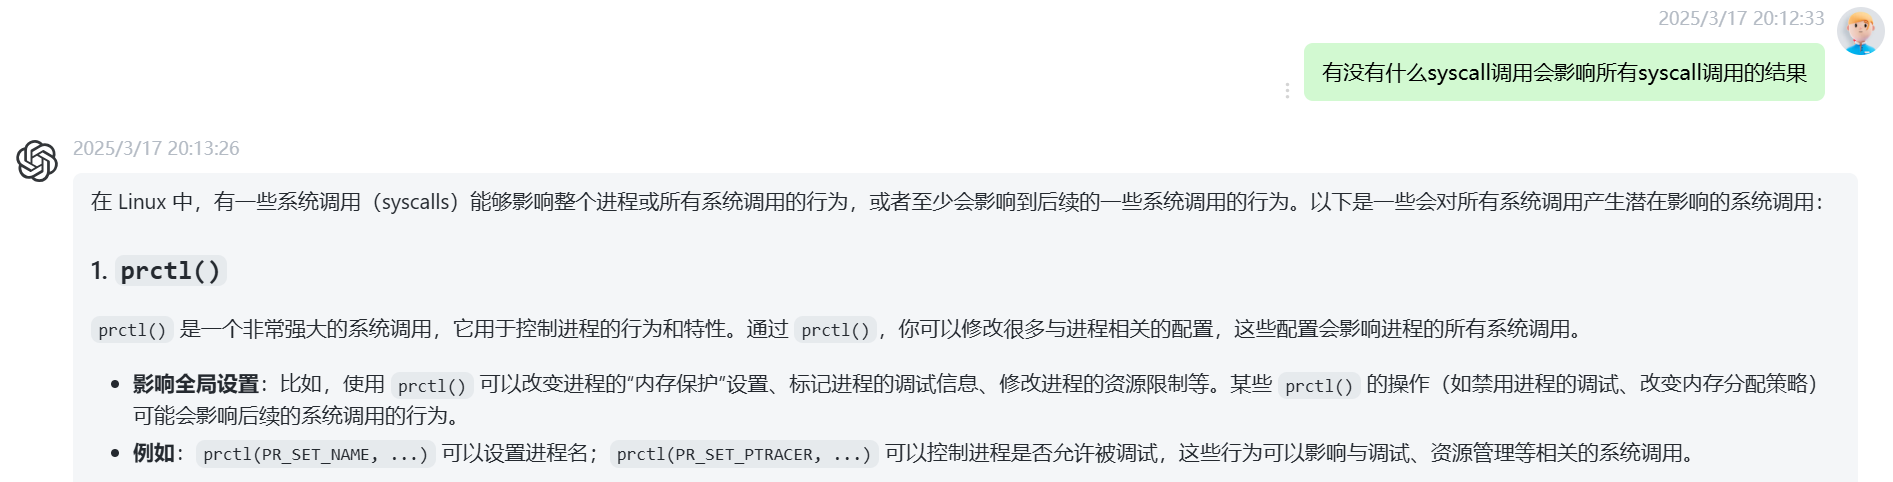 2025/3/17 20:12:33
有没有什么syscall调用会影响所有syscall调用的结果
2025/3/17 20:13:26
在 Linux 中，有一些系统调用（syscalls）能够影响整个进程或所有系统调用的行为，或者至少会影响到后续的一些系统调用的行为。以下是一些会对所有系统调用产生潜在影响的系统调用：
1. prctl()
prctl() 是一个非常强大的系统调用，它用于控制进程的行为和特性。通过 prctl()，你可以修改很多与进程相关的配置，这些配置会影响进程的所有系统调用。
• 影响全局设置：比如，使用 prctl() 可以改变进程的“内存保护”设置、标记进程的调试信息、修改进程的资源限制等。某些 prctl() 的操作（如禁用进程的调试、改变内存分配策略）
可能会影响后续的系统调用的行为。
• 例如：prctl(PR_SET_NAME, ...) 可以设置进程名；prctl(PR_SET_PTRACER, ...) 可以控制进程是否允许被调试，这些行为可以影响与调试、资源管理等相关的系统调用。